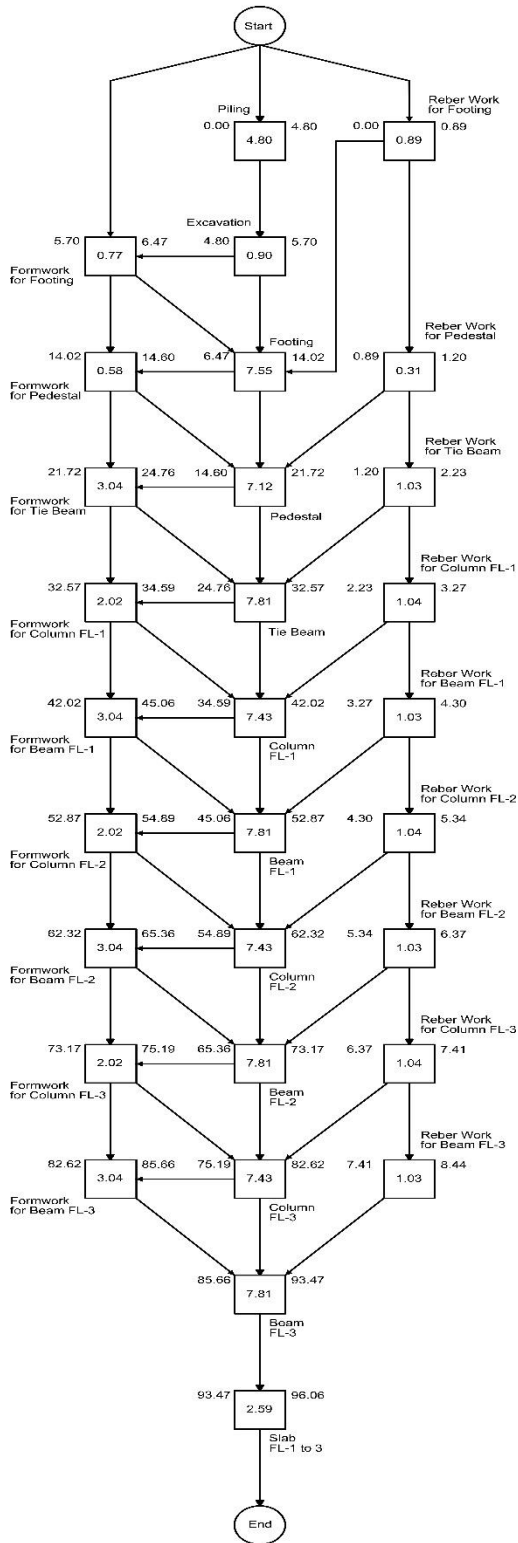 Start
Piling
0.00 4.80
4.80
Reber Work
for Footing
0.00 0.89
0.89
Excavation
5.70 6.47
0.77
4.80 5.70
0.90
Formwork
for Footing
Footing
Reber Work
for Pedestal
14.02 14.60
0.58
6.47 14.02
7.55
0.89 1.20
0.31
Formwork
for Pedestal
Reber Work
for Tie Beam
21.72 24.76
3.04
14.60 21.72
7.12
1.20 2.23
1.03
Formwork
for Tie Beam
Pedestal
Reber Work
for Column FL-1
32.57 34.59
2.02
24.76 32.57
7.81
2.23 3.27
1.04
Formwork
for Column FL-1
Tie Beam
Reber Work
for Beam FL-1
42.02 45.06
3.04
34.59 42.02
7.43
3.27 4.30
1.03
Formwork
for Beam FL-1
Column
FL-1
Reber Work
for Column FL-2
52.87 54.89
2.02
45.06 52.87
7.81
4.30 5.34
1.04
Formwork
for Column FL-2
Beam
FL-1
Reber Work
for Beam FL-2
62.32 65.36
3.04
54.89 62.32
7.43
5.34 6.37
1.03
Formwork
for Beam FL-2
Column
FL-2
Reber Work
for Column FL-3
73.17 75.19
2.02
65.36 73.17
7.81
6.37 7.41
1.04
Formwork
for Column FL-3
Beam
FL-2
Reber Work
for Beam FL-3
82.62 85.66
3.04
75.19 82.62
7.43
7.41 8.44
1.03
Formwork
for Beam FL-3
Column
FL-3
85.66 93.47
7.81
Beam
FL-3
93.47 96.06
2.59
Slab
FL-1 to 3
End